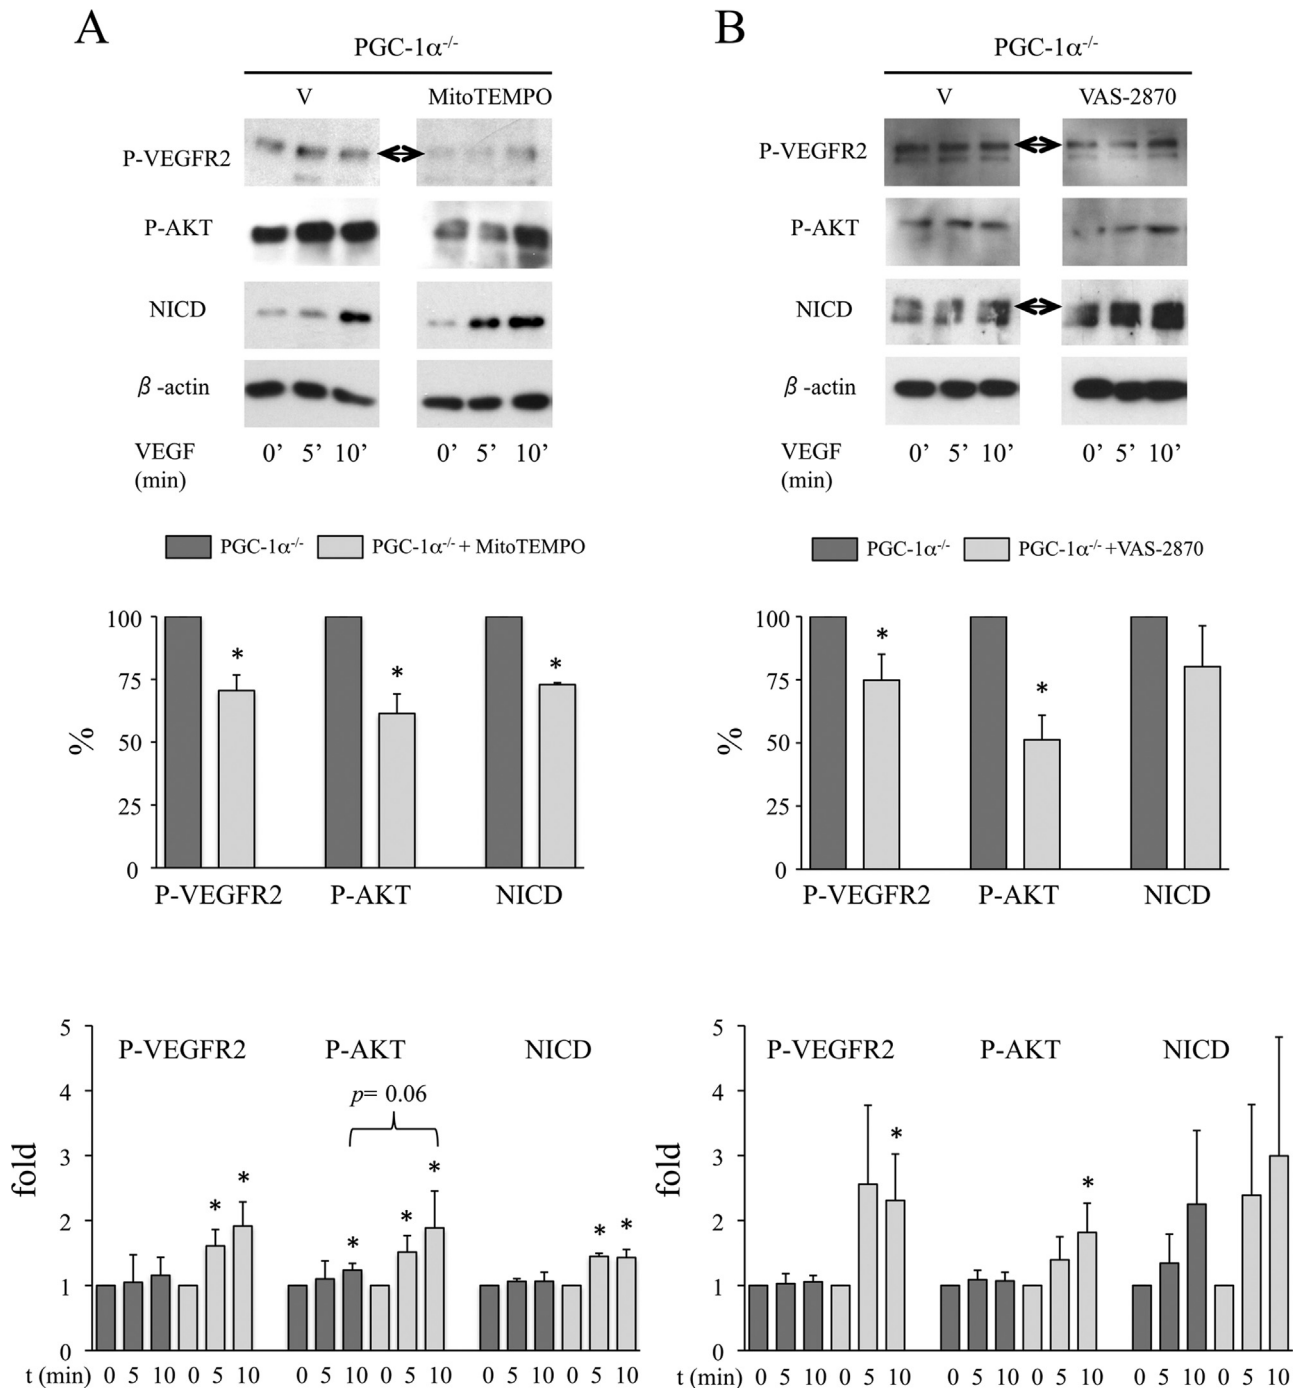 A
PGC-1α-/-
V MitoTEMPO
P-VEGFR2
P-AKT
NICD
β-actin
VEGF 0’ 5’ 10’ 0’ 5’ 10’
(min)
PGC-1α-/- PGC-1α-/- + MitoTEMPO
100
75
50
25
0
%
* * *
P-VEGFR2 P-AKT NICD
5
4
3
2
1
0
fold
P-VEGFR2 P-AKT NICD
p= 0.06
* * * * * * *
t (min) 0 5 10 0 5 10 0 5 10 0 5 10 0 5 10 0 5 10
B
PGC-1α-/-
V VAS-2870
P-VEGFR2
P-AKT
NICD
β-actin
VEGF 0’ 5’ 10’ 0’ 5’ 10’
(min)
PGC-1α-/- PGC-1α-/- +VAS-2870
100
75
50
25
0
%
* *
P-VEGFR2 P-AKT NICD
5
4
3
2
1
0
fold
P-VEGFR2 P-AKT NICD
* *
t (min) 0 5 10 0 5 10 0 5 10 0 5 10 0 5 10 0 5 10